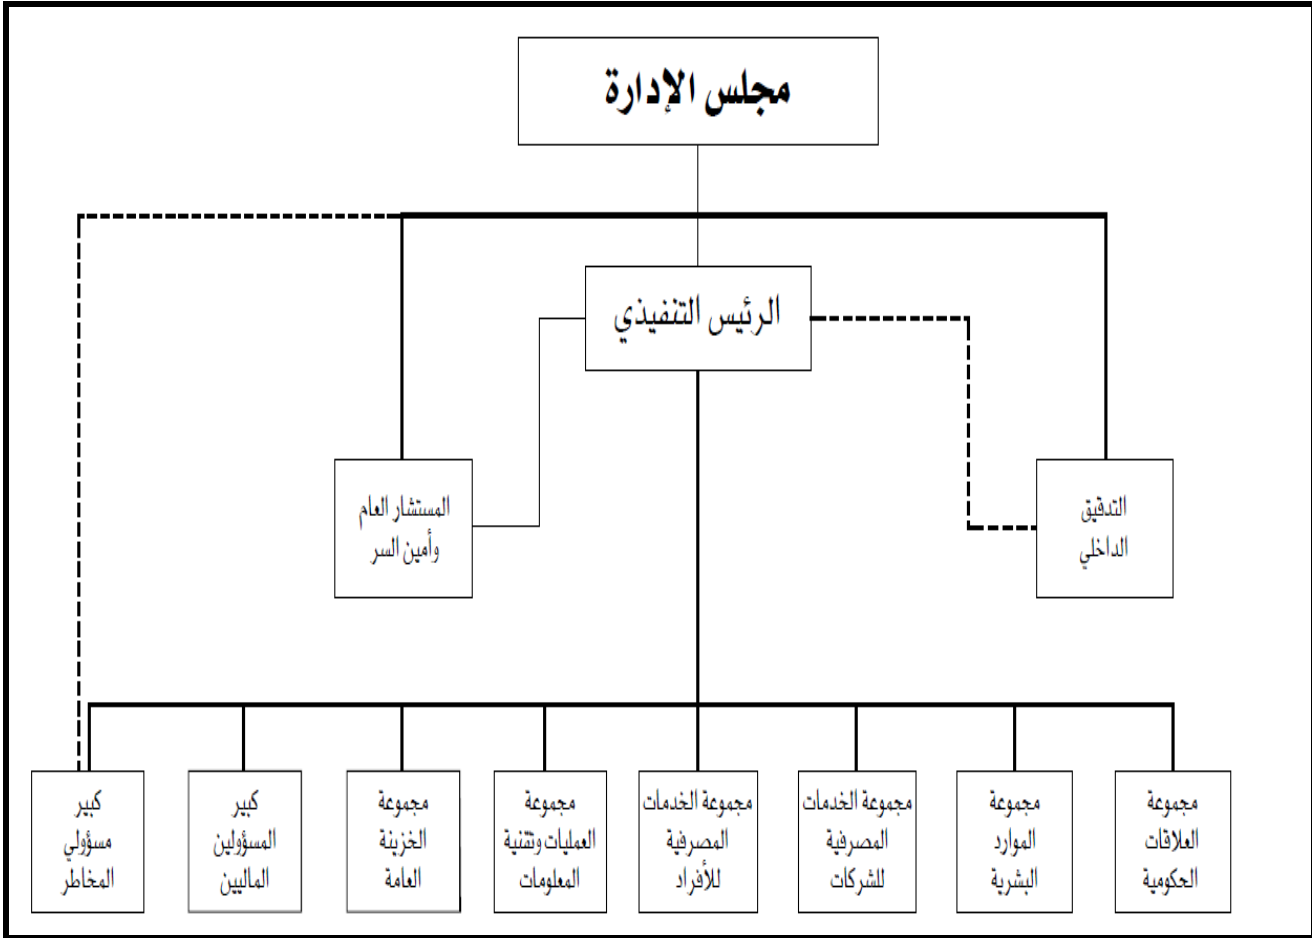 مجلس الإدارة
الرئيس التنفيذي
التدقيق
الداخلي
المستشار العام
وأمين السر
مجموعة
العلاقات
الحكومية
مجموعة
الموارد
البشرية
مجموعة الخدمات
المصرفية
للشركات
مجموعة الخدمات
المصرفية
للأفراد
مجموعة
العمليات وتقنية
المعلومات
مجموعة
الخزينة
العامة
كبير
المسؤولين
الماليين
كبير
مسؤولي
المخاطر